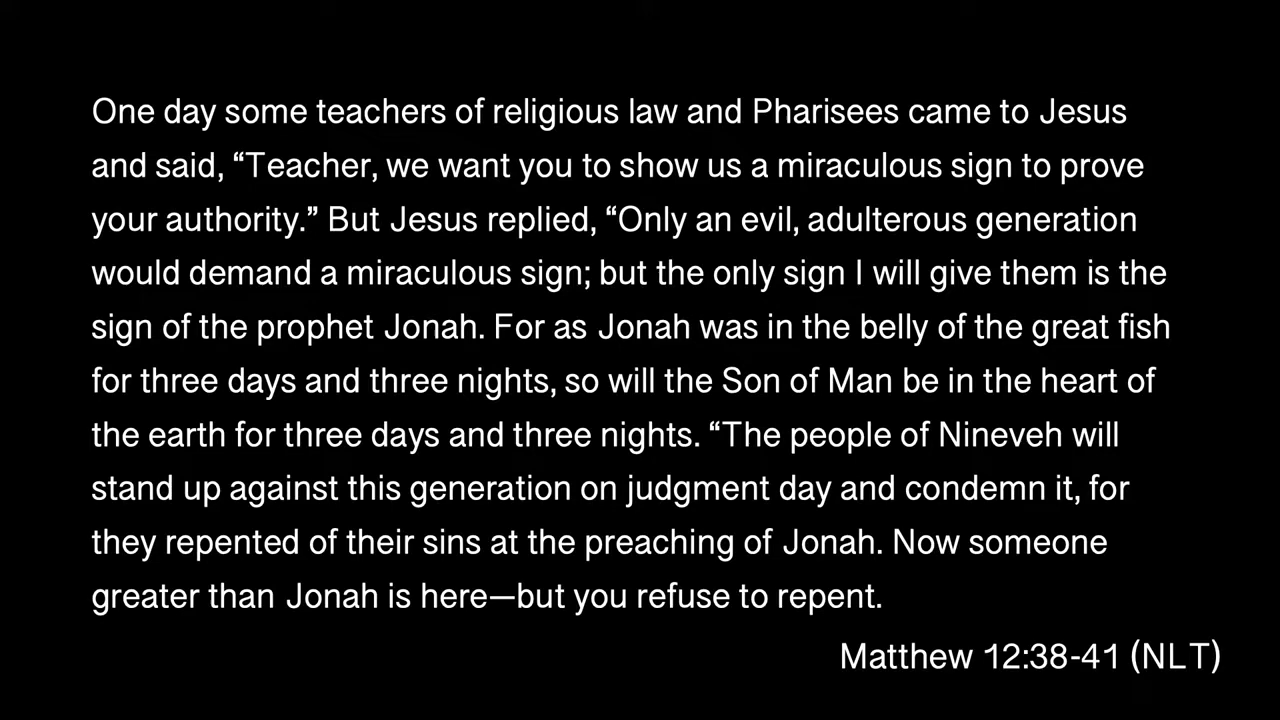 One day some teachers of religious law and Pharisees came to Jesus
and said, “Teacher, we want you to show us a miraculous sign to prove
your authority.” But Jesus replied, “Only an evil, adulterous generation
would demand a miraculous sign; but the only sign I will give them is the
sign of the prophet Jonah. For as Jonah was in the belly of the great fish
for three days and three nights, so will the Son of Man be in the heart of
the earth for three days and three nights. “The people of Nineveh will
stand up against this generation on judgment day and condemn it, for
they repented of their sins at the preaching of Jonah. Now someone
greater than Jonah is here—but you refuse to repent.
Matthew 12:38-41 (NLT)